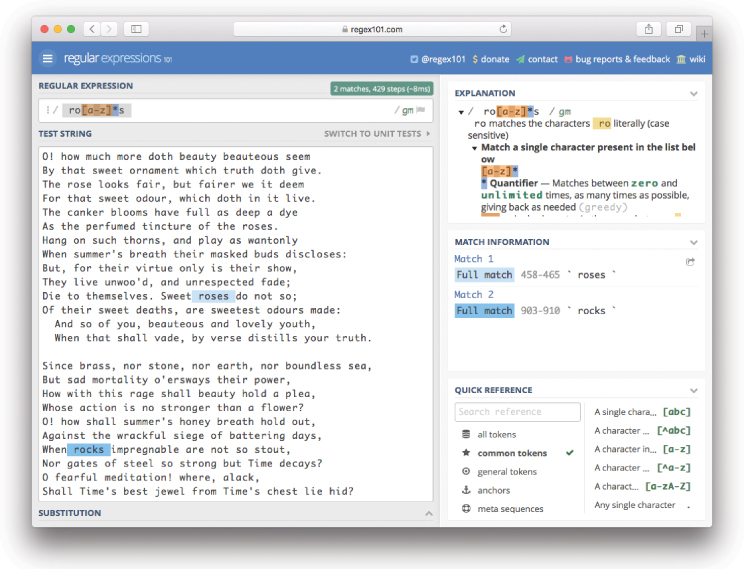 regex101.com
regular expressions 101
@regex101 $ donate contact bug reports & feedback wiki
REGULAR EXPRESSION
2 matches, 429 steps (~8ms)
/ ro[a-z]*s / gm
TEST STRING
SWITCH TO UNIT TESTS
O! how much more doth beauty beauteous seem
By that sweet ornament which truth doth give.
The rose looks fair, but fairer we it deem
For that sweet odour, which doth in it live.
The canker blooms have full as deep a dye
As the perfumed tincture of the roses.
Hang on such thorns, and play as wantonly
When summer's breath their masked buds discloses:
But, for their virtue only is their show,
They live unwoo'd, and unrespected fade;
Die to themselves. Sweet roses do not so;
Of their sweet deaths, are sweetest odours made:
And so of you, beauteous and lovely youth,
When that shall vade, by verse distills your truth.
Since brass, nor stone, nor earth, nor boundless sea,
But sad mortality o'ersways their power,
How with this rage shall beauty hold a plea,
Whose action is no stronger than a flower?
O! how shall summer's honey breath hold out,
Against the wrackful siege of battering days,
When rocks impregnable are not so stout,
Nor gates of steel so strong but Time decays?
O fearful meditation! where, alack,
Shall Time's best jewel from Time's chest lie hid?
SUBSTITUTION
EXPLANATION
/ ro[a-z]*s / gm
ro matches the characters ro literally (case
sensitive)
Match a single character present in the list bel
ow
[a-z]*
* Quantifier — Matches between zero and
unlimited times, as many times as possible,
giving back as needed (greedy)
MATCH INFORMATION
Match 1
Full match 458-465 ` roses `
Match 2
Full match 903-910 ` rocks `
QUICK REFERENCE
Search reference
all tokens
common tokens
general tokens
anchors
meta sequences
A single chara... [abc]
A character ... [^abc]
A character in... [a-z]
A character ... [^a-z]
A charact... [a-zA-Z]
Any single character .